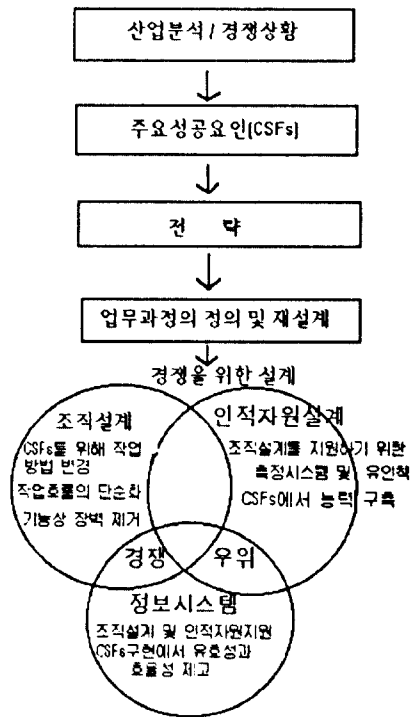 산업분석 / 경쟁상황
주요성공요인(CSFs)
전 략
업무과정의 정의 및 재설계
경쟁을 위한 설계
조직설계
CSFs를 위해 작업
방법 변경
작업흐름의 단순화
기능상 장벽 제거
인적자원설계
조직설계를 지원하기 위한
측정시스템 및 유인책
CSFs에서 능력 구축
경쟁 우위
정보시스템
조직설계 및 인적자원지원
CSFs구현에서 유효성과
효율성 제고